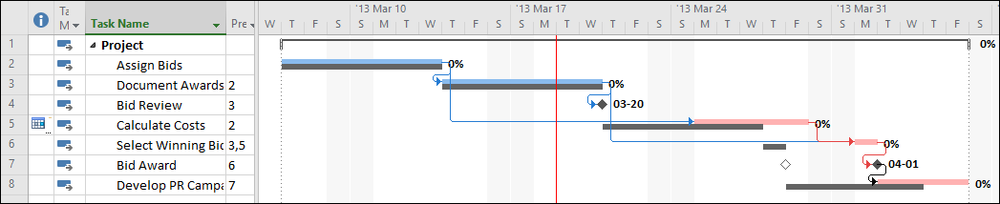 Ta '13 Mar 10 '13 Mar 17 '13 Mar 24 '13 Mar 31
M Task Name Pre W T F S S M T W T F S S M T W T F S S M T W T F S S M T W T F S
1 Project 0%
2 Assign Bids 0%
3 Document Awards 2 0%
4 Bid Review 3 03-20
5 Calculate Costs 2 0%
6 Select Winning Bid 3,5 0%
7 Bid Award 6 04-01
8 Develop PR Campa 7 0%